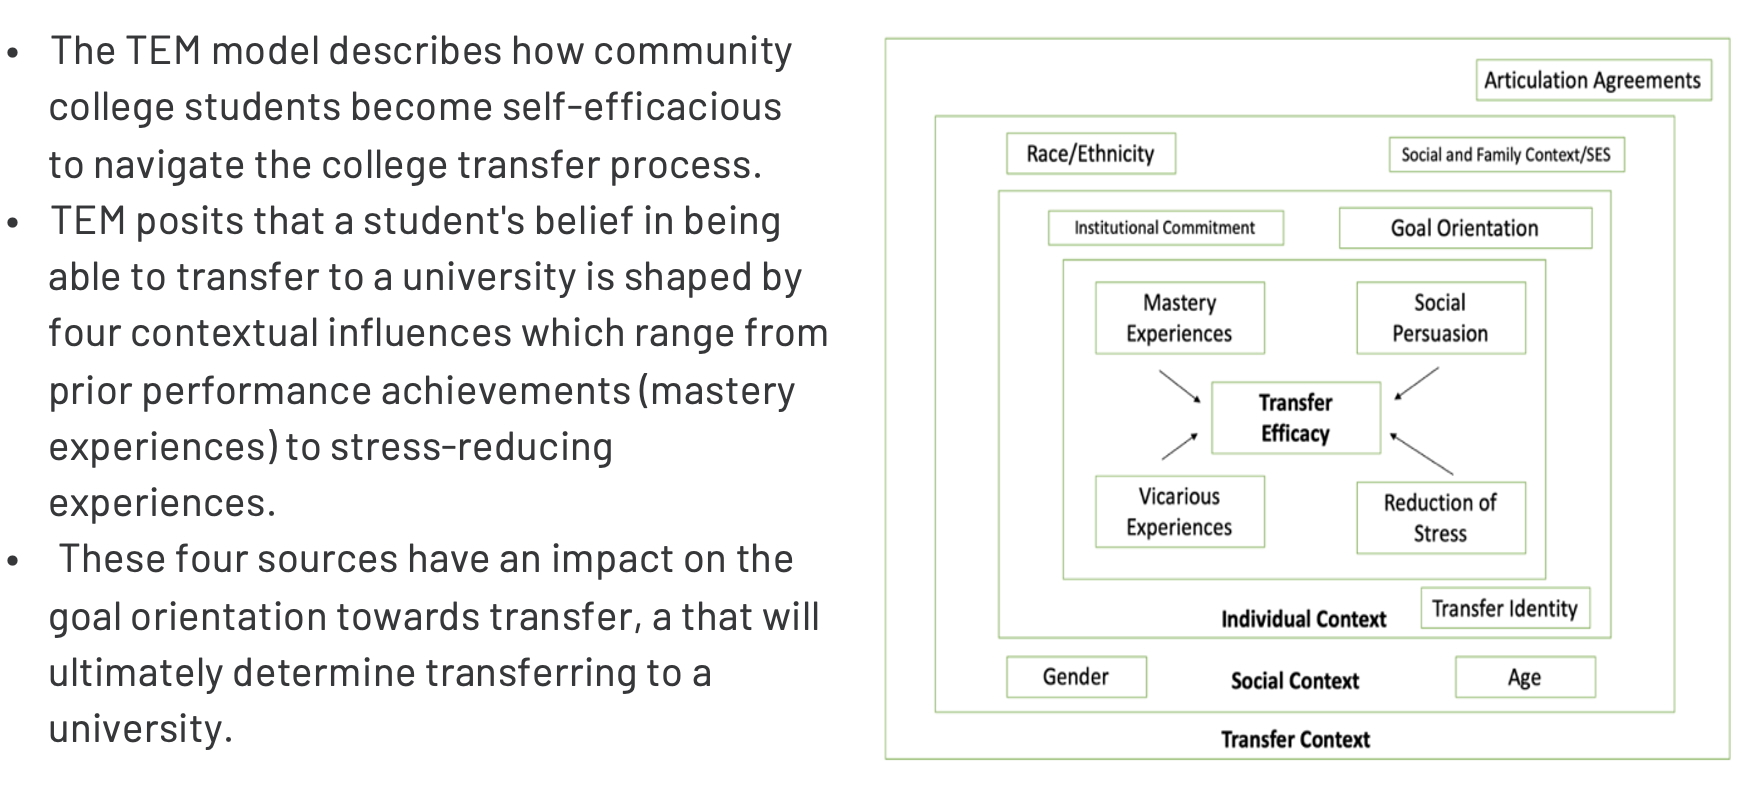 • The TEM model describes how community
college students become self-efficacious
to navigate the college transfer process.
• TEM posits that a student's belief in being
able to transfer to a university is shaped by
four contextual influences which range from
prior performance achievements (mastery
experiences) to stress-reducing
experiences.
• These four sources have an impact on the
goal orientation towards transfer, a that will
ultimately determine transferring to a
university.
Articulation Agreements
Race/Ethnicity
Social and Family Context/SES
Institutional Commitment
Goal Orientation
Mastery
Experiences
Social
Persuasion
Transfer
Efficacy
Vicarious
Experiences
Reduction of
Stress
Individual Context
Transfer Identity
Gender
Social Context
Age
Transfer Context